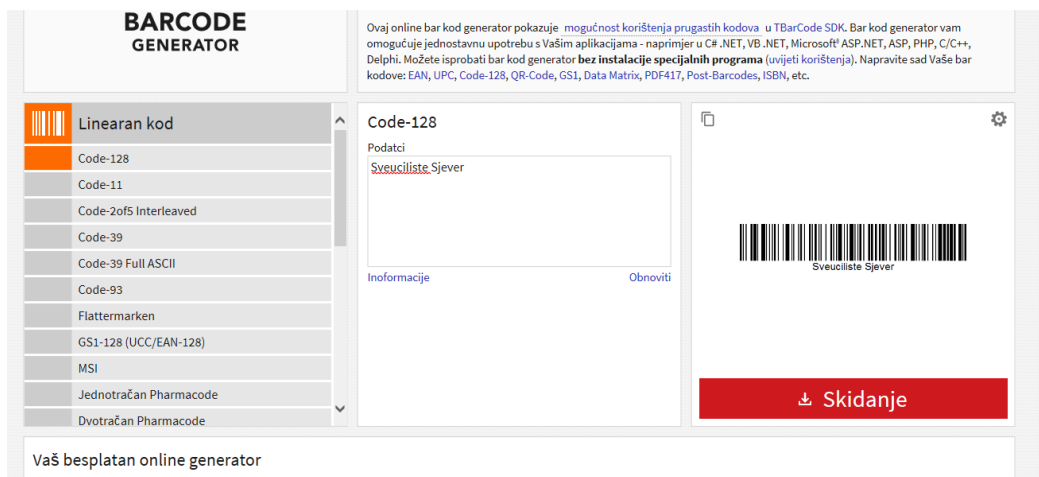 BARCODE
GENERATOR
Ovaj online bar kod generator pokazuje mogućnost korištenja prugastih kodova u TBarCode SDK. Bar kod generator vam
omogućuje jednostavnu upotrebu s Vašim aplikacijama - naprimjer u C# .NET, VB .NET, Microsoft® ASP.NET, ASP, PHP, C/C++,
Delphi. Možete isprobati bar kod generator bez instalacije specijalnih programa (uvijeti korištenja). Napravite sad Vaše bar
kodove: EAN, UPC, Code-128, QR-Code, GS1, Data Matrix, PDF417, Post-Barcodes, ISBN, etc.
Linearan kod
Code-128
Code-11
Code-2of5 Interleaved
Code-39
Code-39 Full ASCII
Code-93
Flattermarken
GS1-128 (UCC/EAN-128)
MSI
Jednotračan Pharmacode
Dvotračan Pharmacode
Code-128
Podatci
Sveuciliste Sjever
Inoformacije Obnoviti
Sveuciliste Sjever
Skidanje
Vaš besplatan online generator